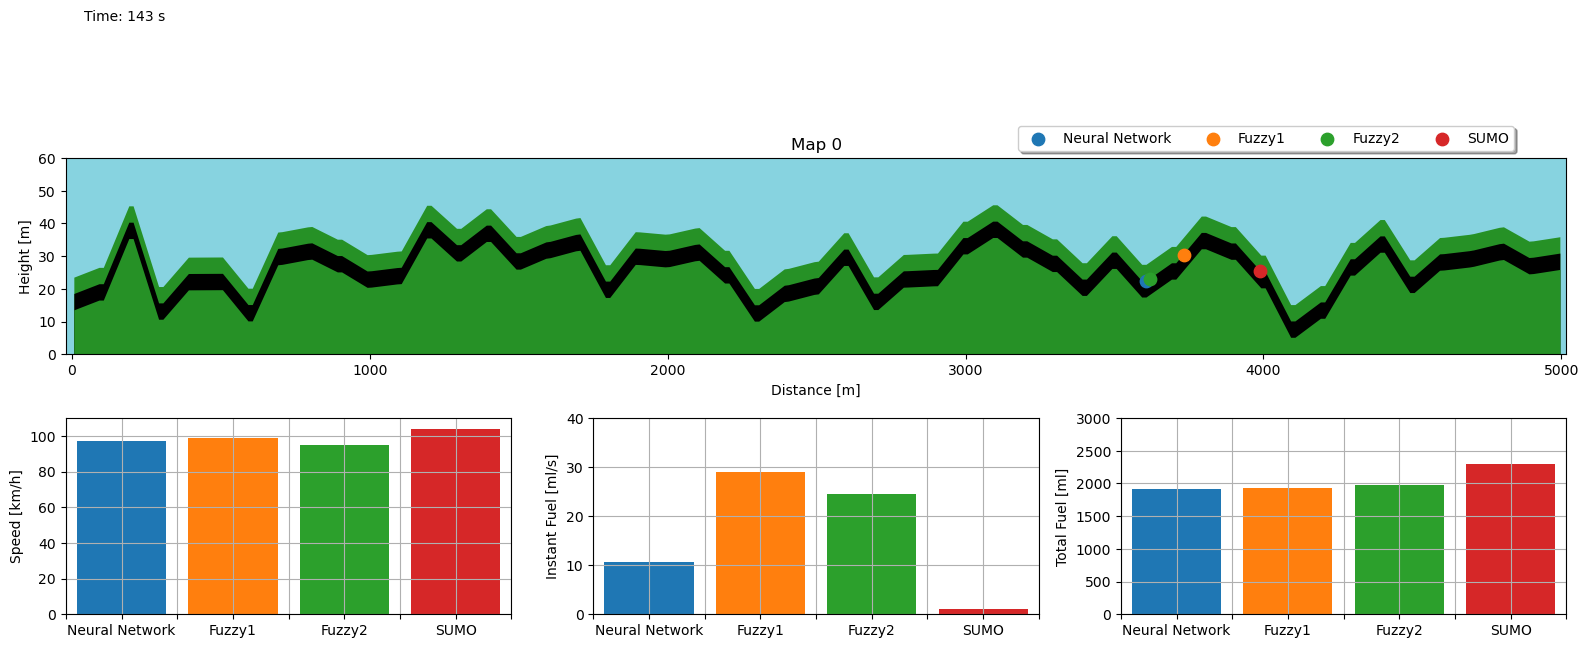 Time: 143 s
Map 0
Neural Network Fuzzy1 Fuzzy2 SUMO
Height [m]
60
50
40
30
20
10
0
0 1000 2000 3000 4000 5000
Distance [m]
Speed [km/h]
100
80
60
40
20
0
Neural Network Fuzzy1 Fuzzy2 SUMO
Instant Fuel [ml/s]
40
30
20
10
0
Neural Network Fuzzy1 Fuzzy2 SUMO
Total Fuel [ml]
3000
2500
2000
1500
1000
500
0
Neural Network Fuzzy1 Fuzzy2 SUMO